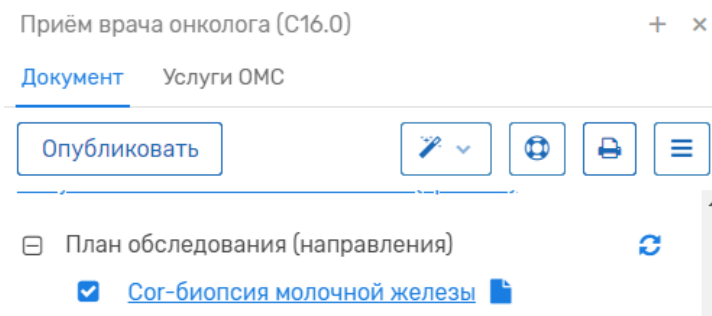 Приём врача онколога (C16.0)
Документ Услуги ОМС
Опубликовать
План обследования (направления)
Cor-биопсия молочной железы